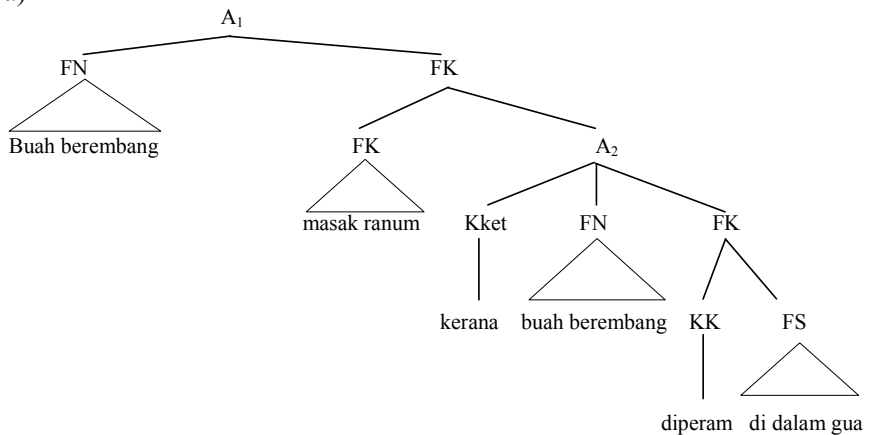 A₁
FN FK
Buah berembang
FK A₂
masak ranum Kket FN FK
kerana buah berembang KK FS
diperam di dalam gua